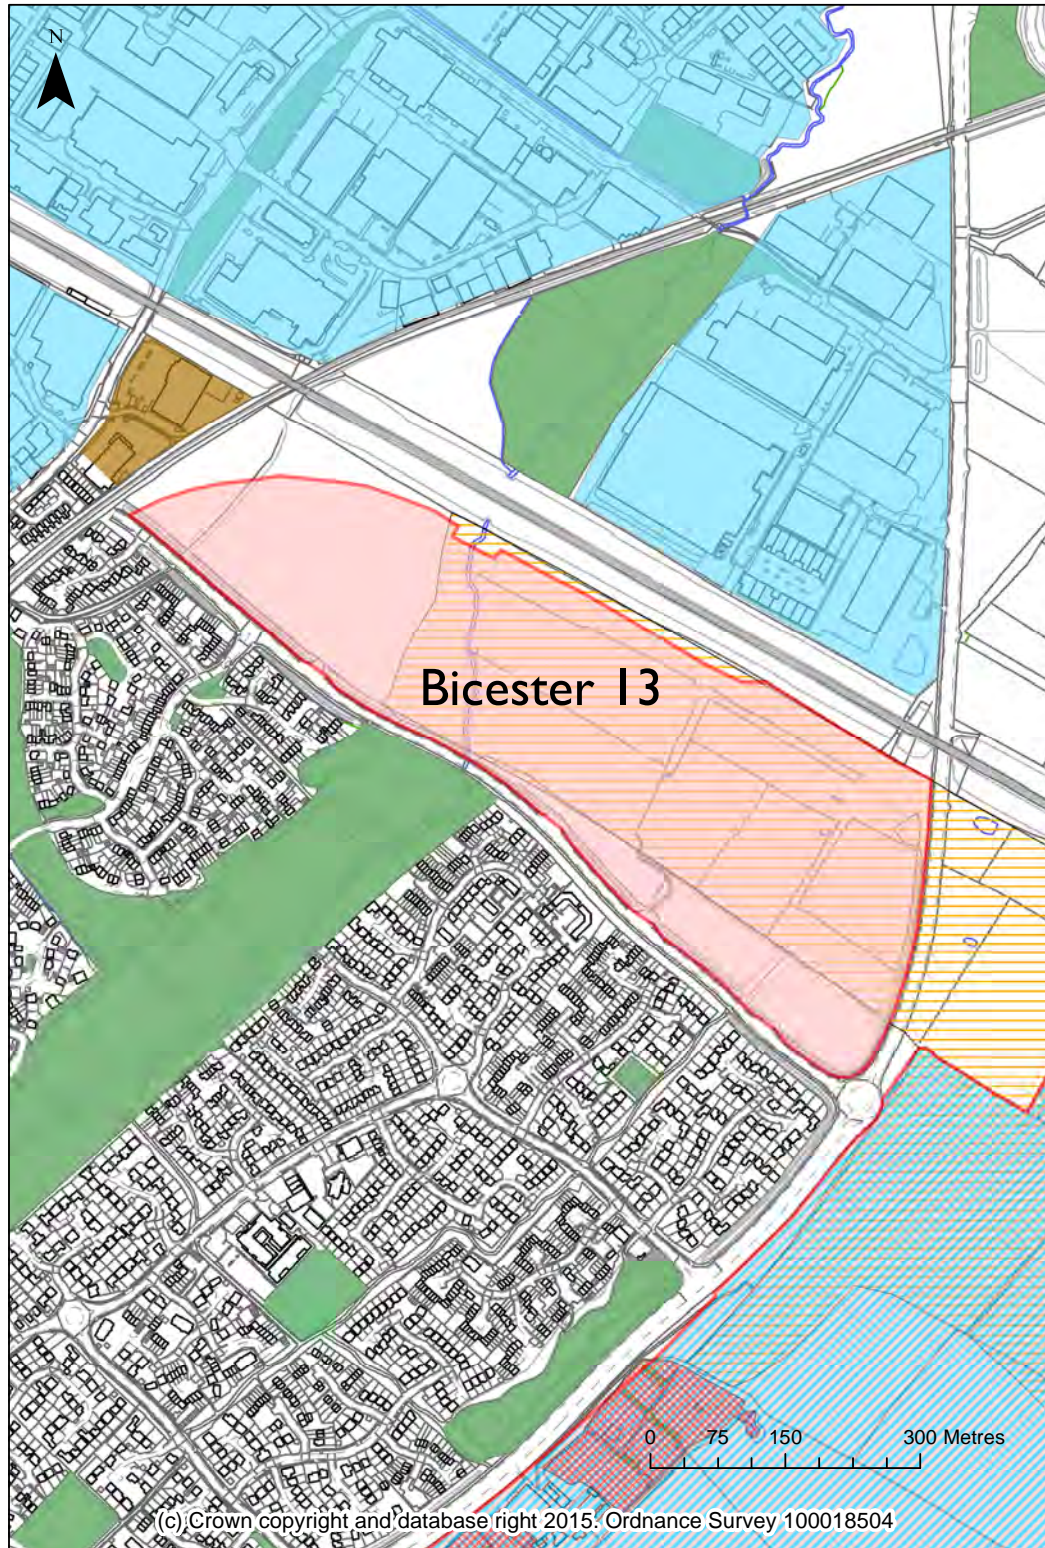 N
Bicester 13
0 75 150 300 Metres
(c) Crown copyright and database right 2015. Ordnance Survey 100018504